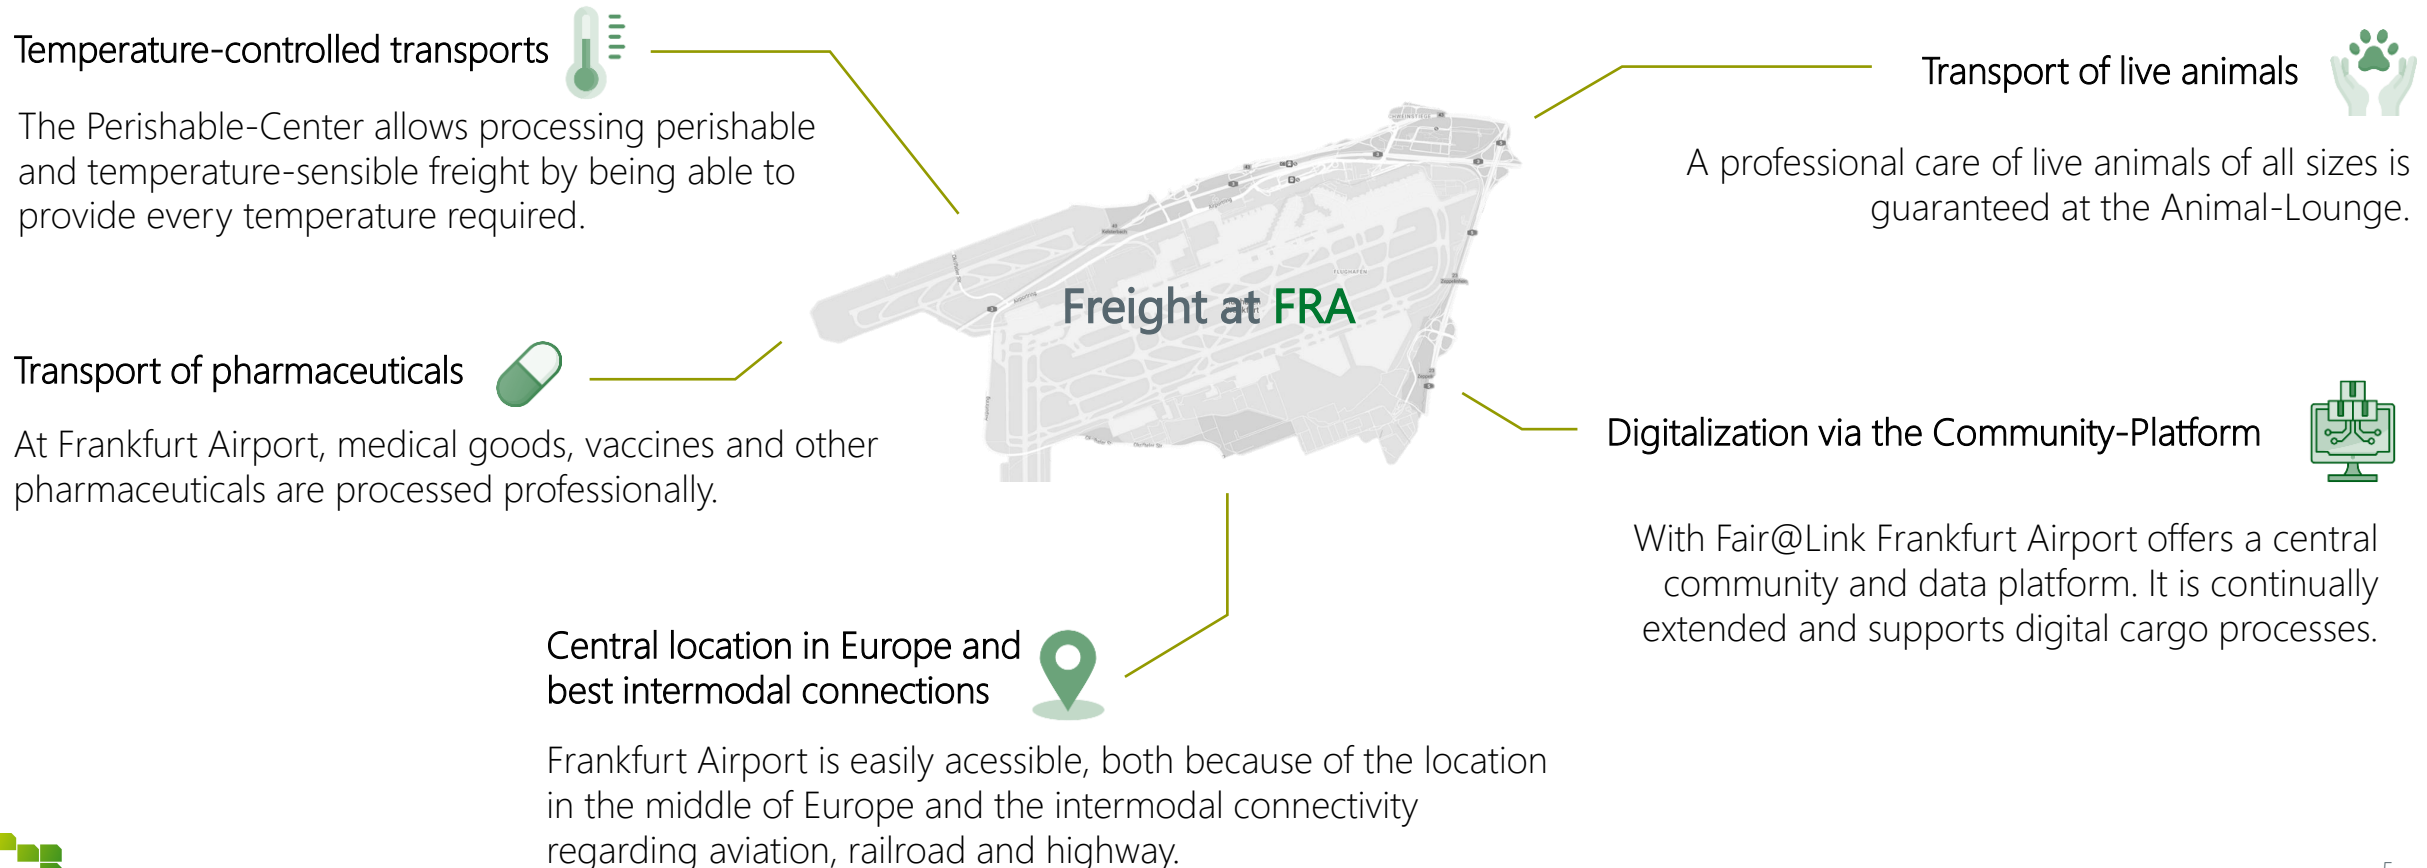 Temperature-controlled transports
The Perishable-Center allows processing perishable
and temperature-sensible freight by being able to
provide every temperature required.
Transport of live animals
A professional care of live animals of all sizes is
guaranteed at the Animal-Lounge.
FLUGHAFEN
Airportring
Airportring
Freight at FRA
Transport of pharmaceuticals
At Frankfurt Airport, medical goods, vaccines and other
pharmaceuticals are processed professionally.
Digitalization via the Community-Platform
With Fair@Link Frankfurt Airport offers a central
community and data platform. It is continually
extended and supports digital cargo processes.
Central location in Europe and
best intermodal connections
Frankfurt Airport is easily acessible, both because of the location
in the middle of Europe and the intermodal connectivity
regarding aviation, railroad and highway.
5